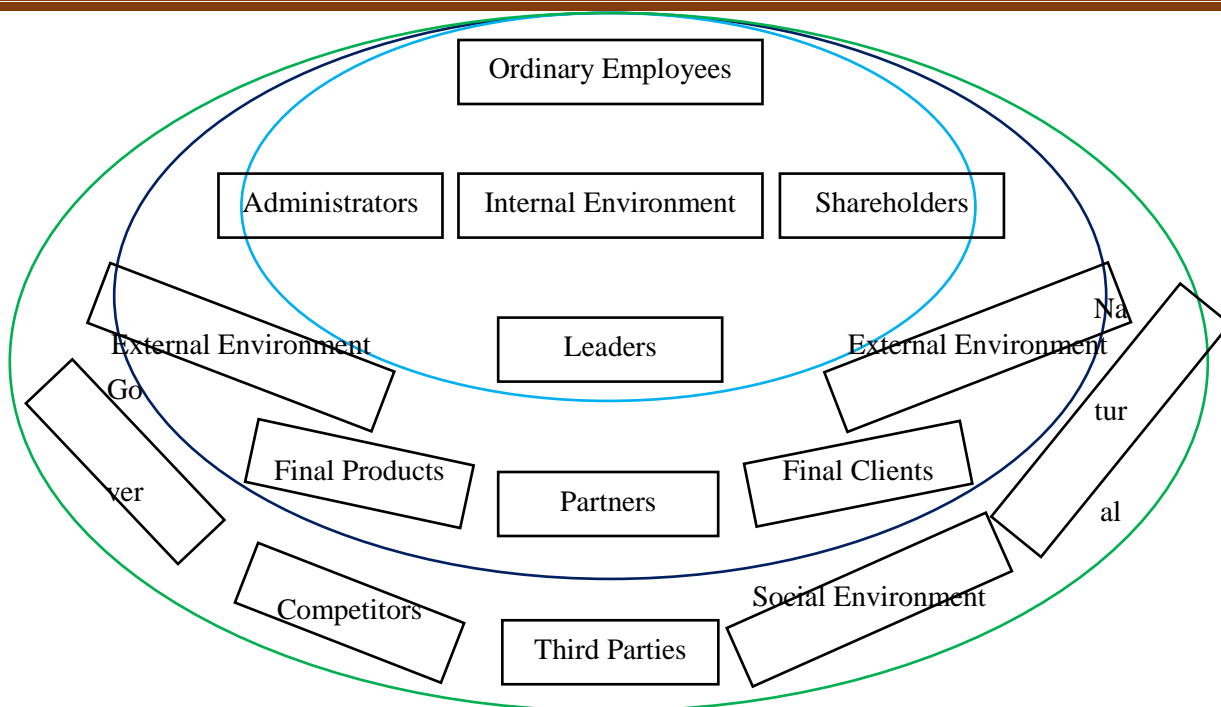 Ordinary Employees
Administrators
Internal Environment
Shareholders
External Environment
Leaders
External Environment
Na
tur
al
Go
ver
Final Products
Partners
Final Clients
Competitors
Third Parties
Social Environment